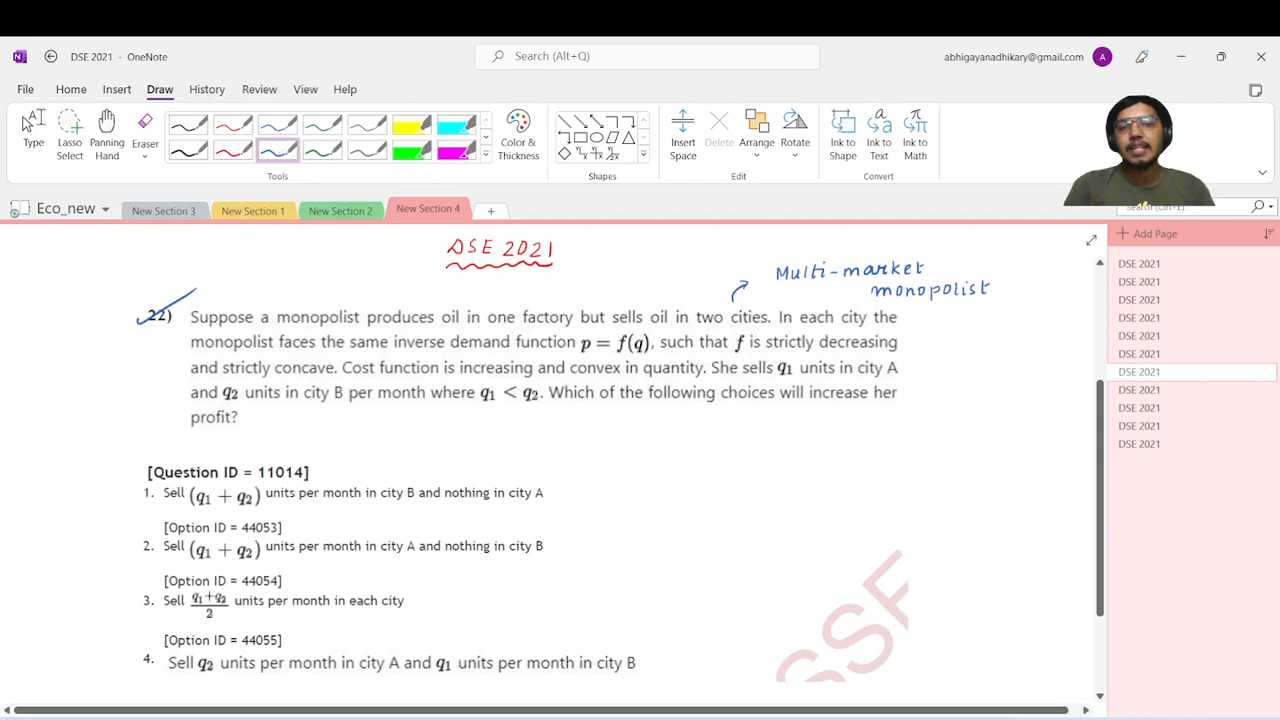 DSE 2021 - OneNote
Search (Alt+Q)
abhigayanadhikary@gmail.com
A
File Home Insert Draw History Review View Help
Type
Lasso Select
Panning Hand
Eraser
Color & Thickness
Insert Space
Delete
Arrange
Rotate
Ink to Shape
Ink to Text
Ink to Math
Tools
Shapes
Edit
Convert
Eco_new
New Section 3
New Section 1
New Section 2
New Section 4
+
Search (Ctrl+E)
Add Page
DSE 2021
DSE 2021
DSE 2021
DSE 2021
DSE 2021
DSE 2021
DSE 2021
DSE 2021
DSE 2021
DSE 2021
DSE 2021
DSE 2021
Multi-market
monopolist
22) Suppose a monopolist produces oil in one factory but sells oil in two cities. In each city the
monopolist faces the same inverse demand function p = f(q), such that f is strictly decreasing
and strictly concave. Cost function is increasing and convex in quantity. She sells q₁ units in city A
and q₂ units in city B per month where q₁ < q₂. Which of the following choices will increase her
profit?
[Question ID = 11014]
1. Sell (q₁ + q₂) units per month in city B and nothing in city A
[Option ID = 44053]
2. Sell (q₁ + q₂) units per month in city A and nothing in city B
[Option ID = 44054]
3. Sell (q₁+q₂)/2 units per month in each city
[Option ID = 44055]
4. Sell q₂ units per month in city A and q₁ units per month in city B
SSF